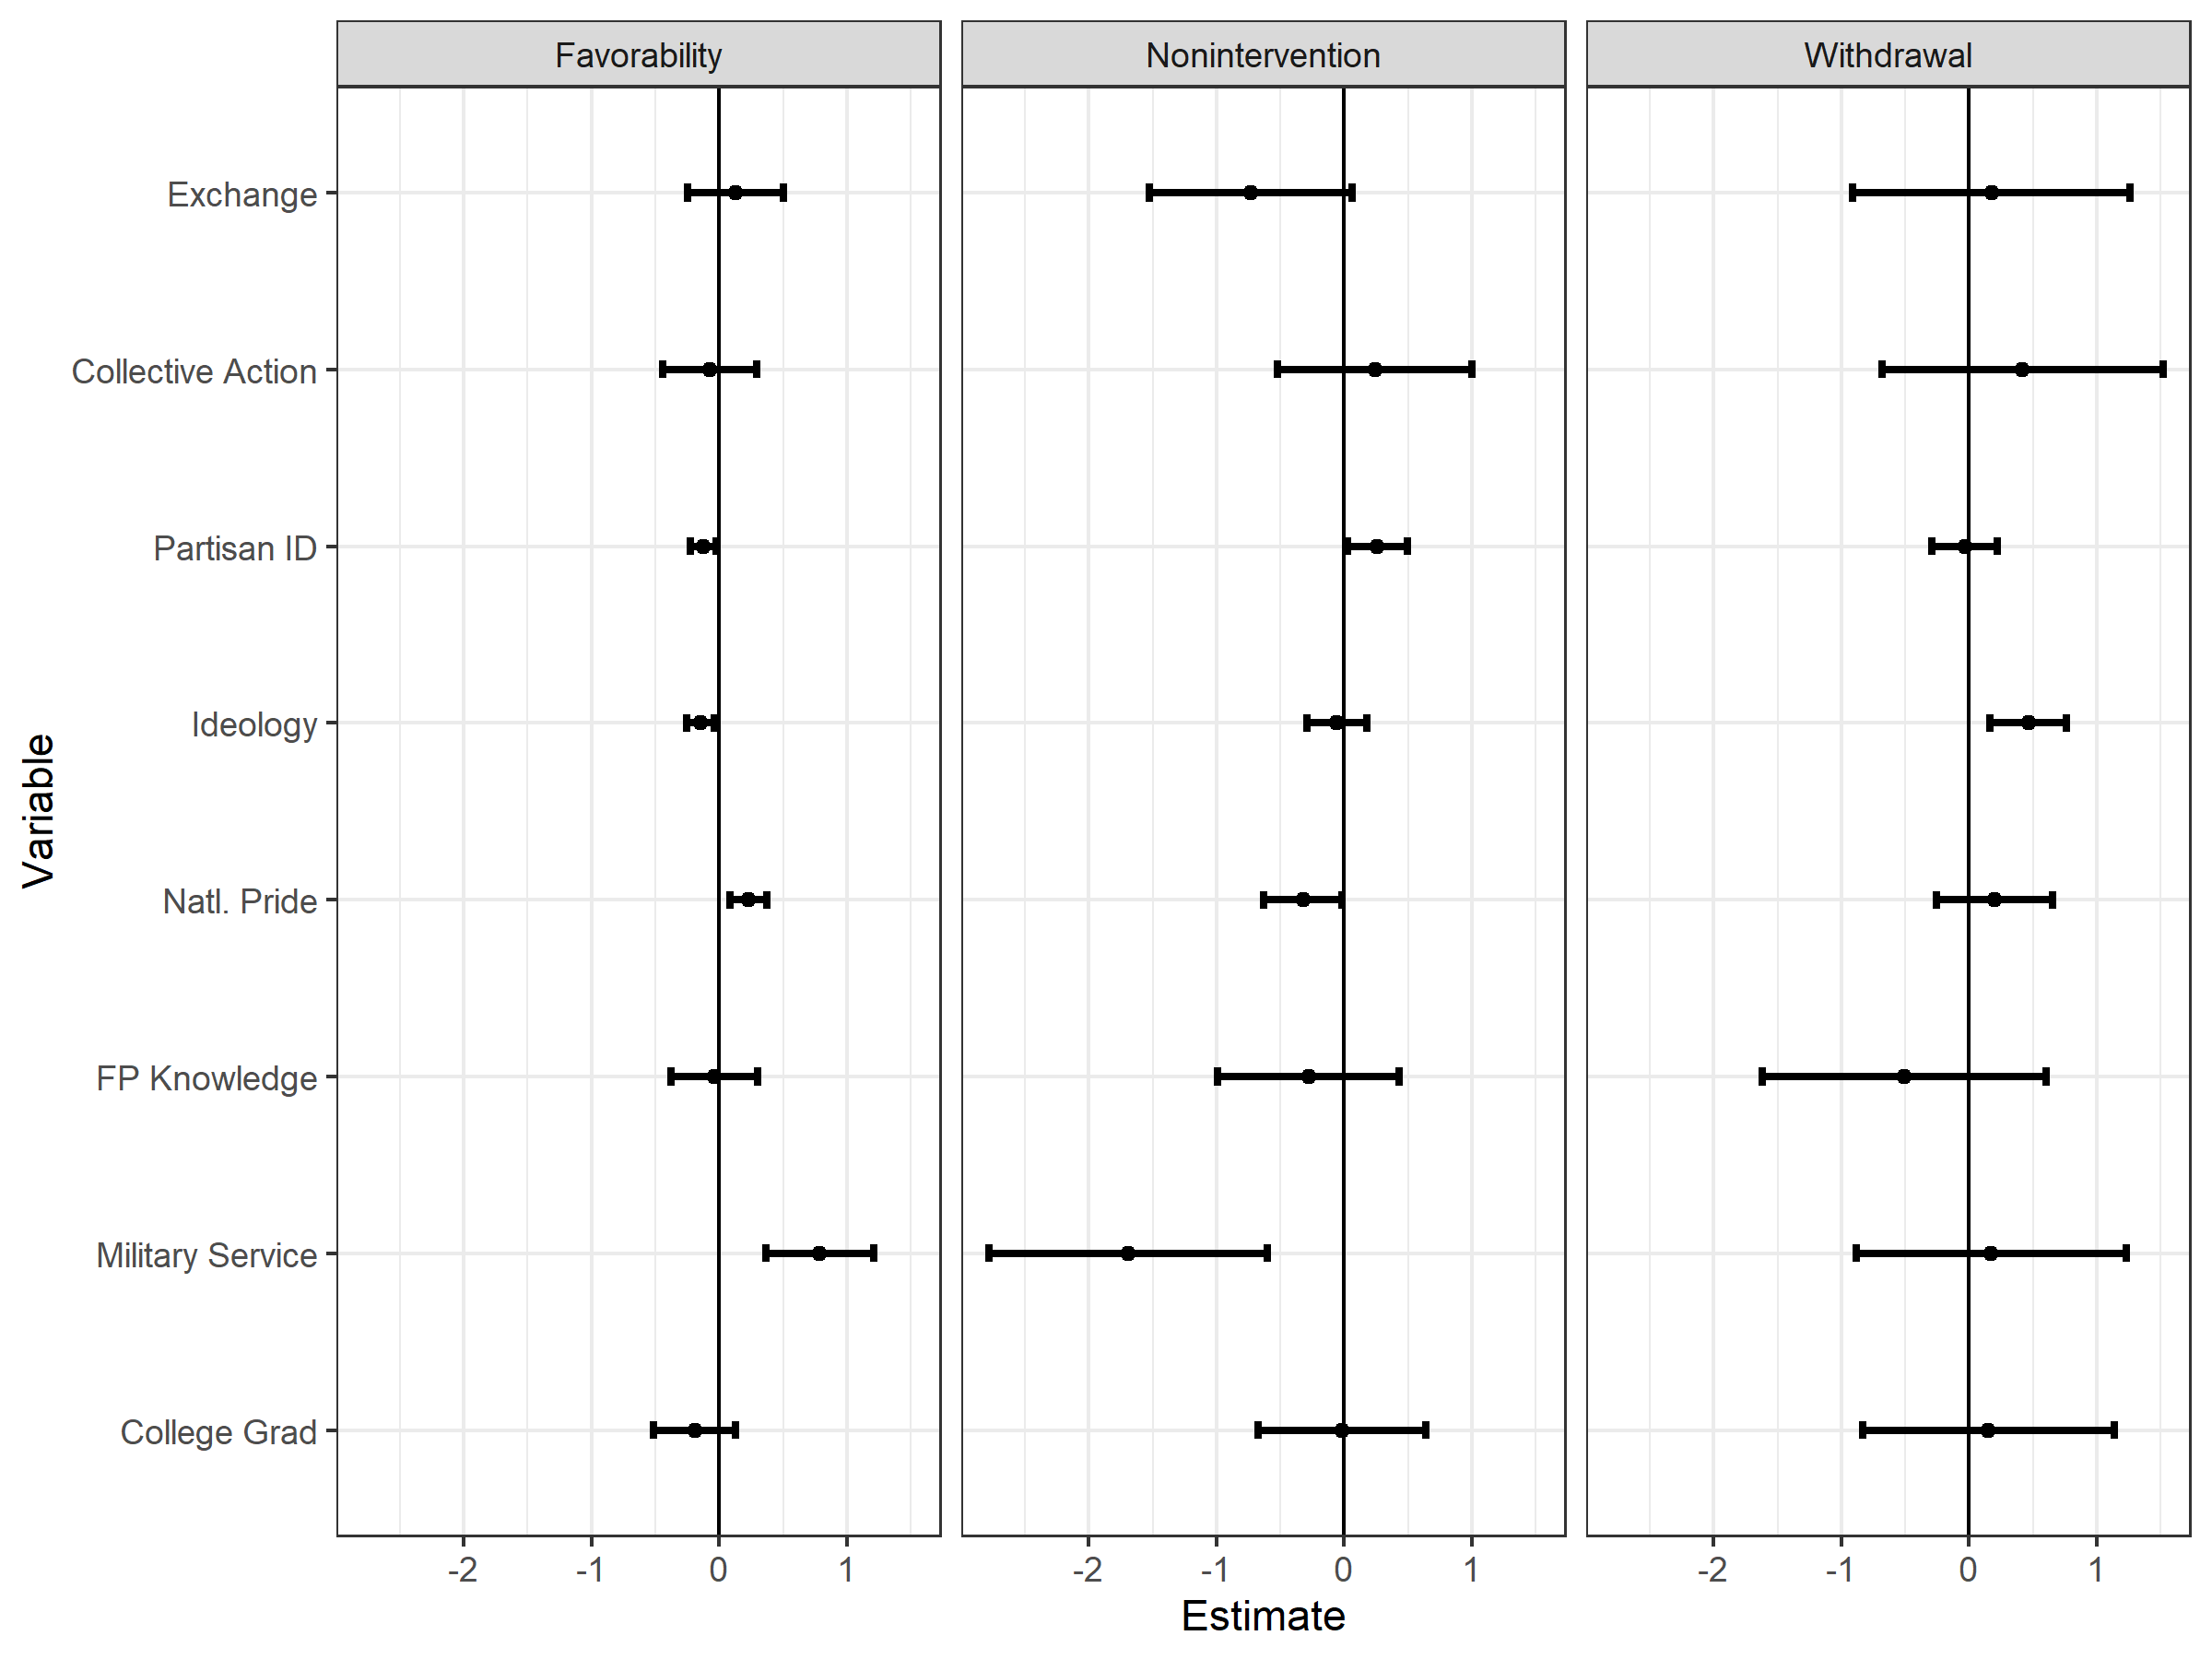 Favorability Nonintervention Withdrawal
Exchange
Collective Action
Partisan ID
Ideology
Natl. Pride
FP Knowledge
Military Service
College Grad
Variable
-2 -1 0 1 -2 -1 0 1 -2 -1 0 1
Estimate